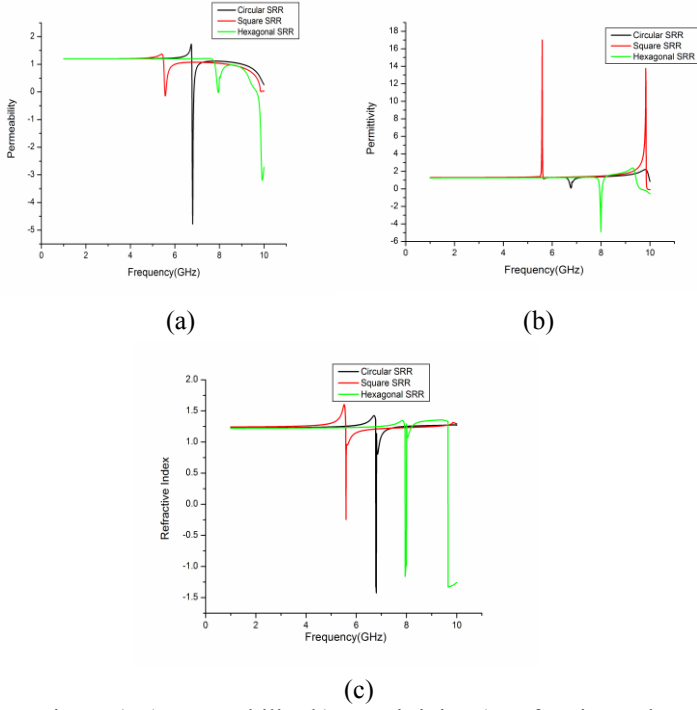 Circular SRR
Square SRR
Hexagonal SRR
Permeability
2
1
0
-1
-2
-3
-4
-5
0 2 4 6 8 10
Frequency(GHz)
(a)
Circular SRR
Square SRR
Hexagonal SRR
Permittivity
18
16
14
12
10
8
6
4
2
0
-2
-4
-6
0 2 4 6 8 10
Frequency(GHz)
(b)
Circular SRR
Square SRR
Hexagonal SRR
Refractive Index
2.0
1.5
1.0
0.5
0.0
-0.5
-1.0
-1.5
0 2 4 6 8 10
Frequency(GHz)
(c)